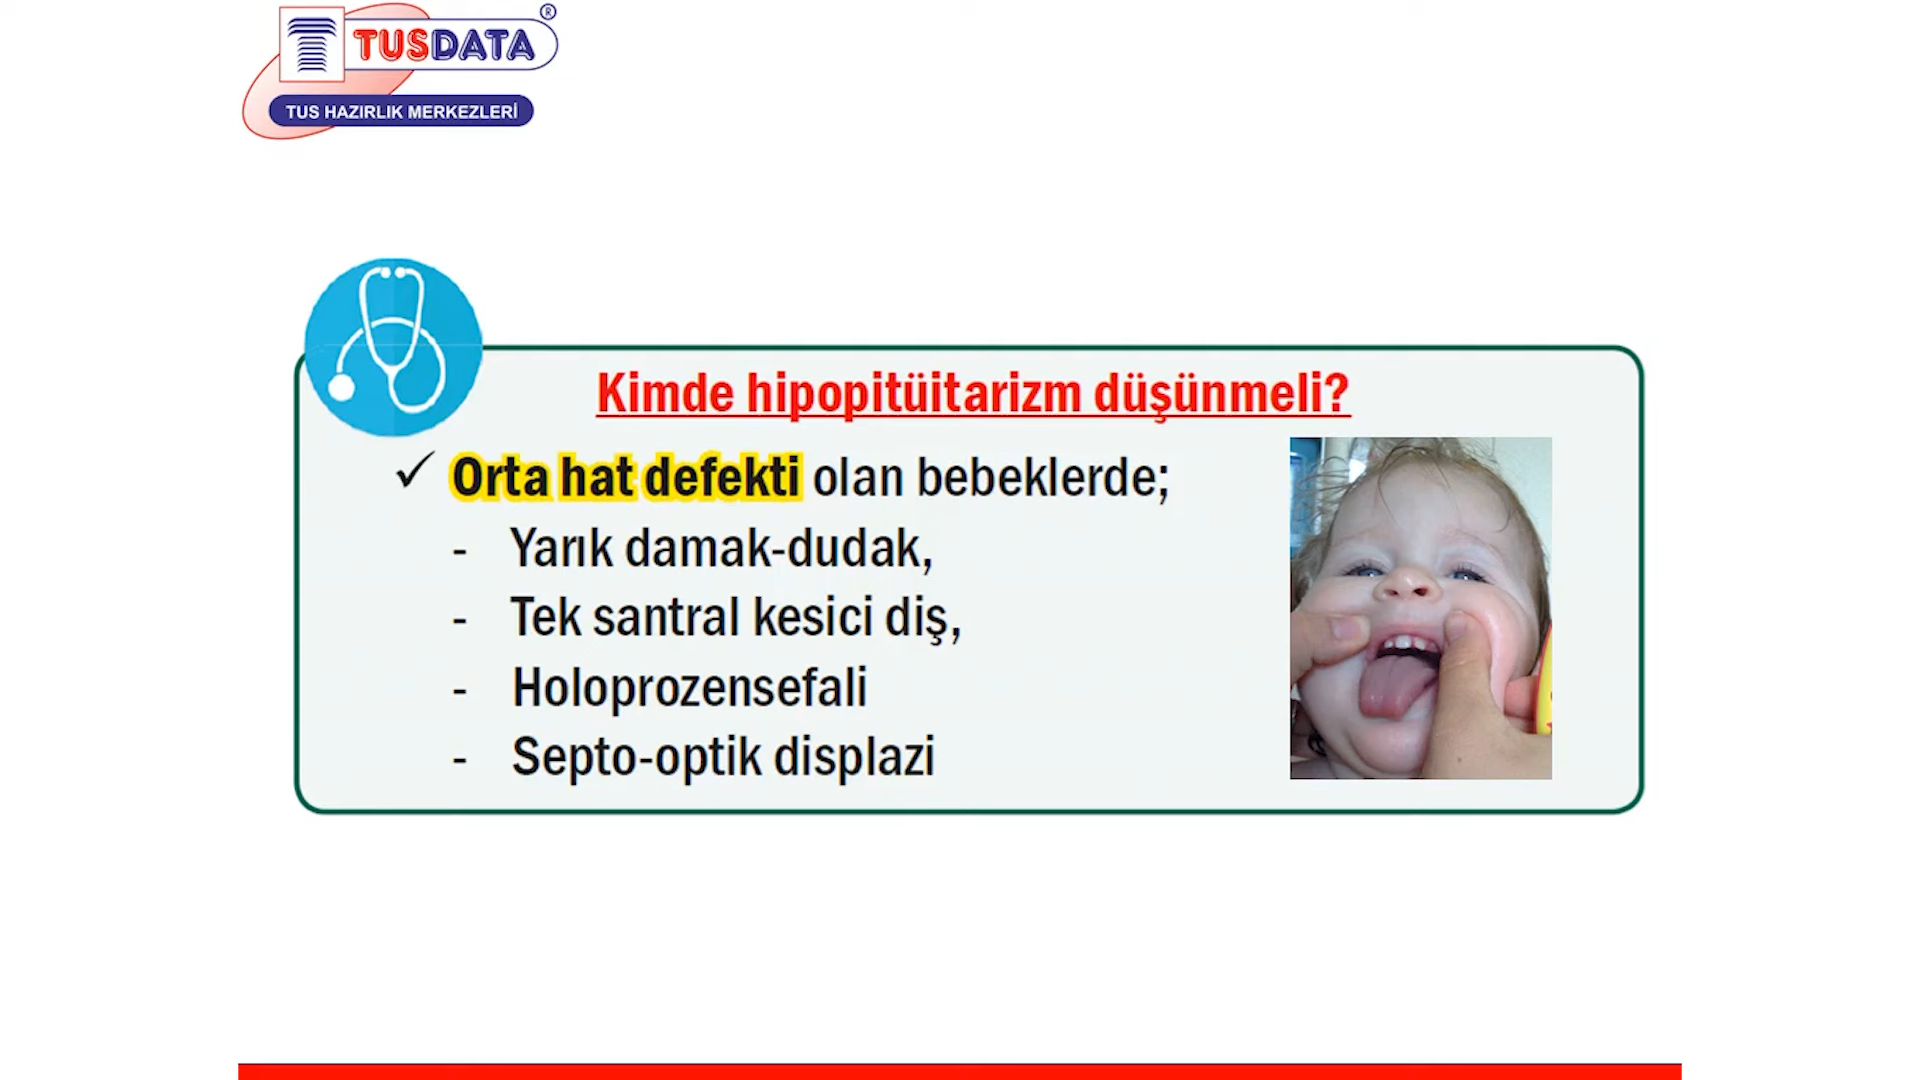 TUSDATA®
TUS HAZIRLIK MERKEZLERİ
Kimde hipopitüitarizm düşünmeli?
✓ Orta hat defekti olan bebeklerde;
- Yarık damak-dudak,
- Tek santral kesici diş,
- Holoprozensefali
- Septo-optik displazi